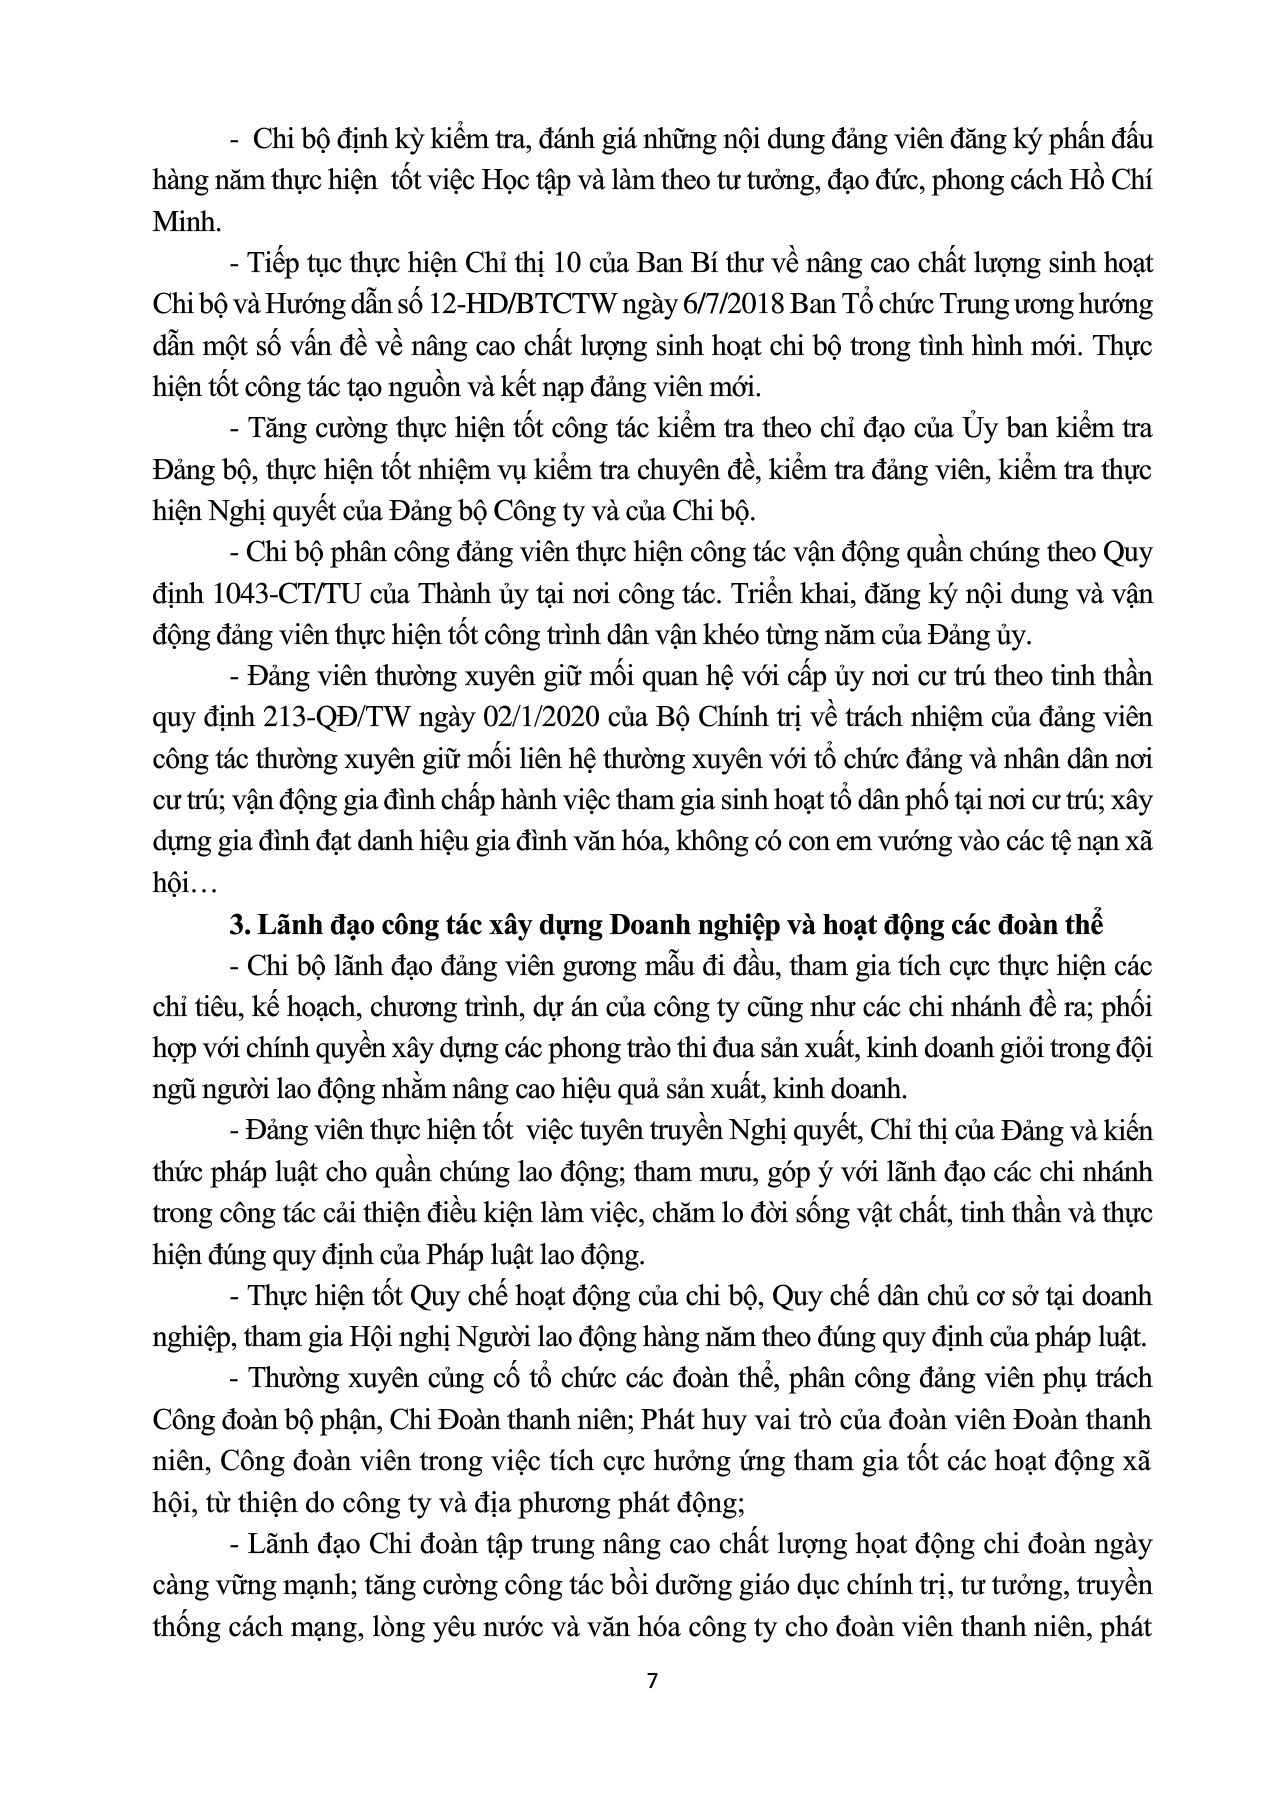 - Chi bộ định kỳ kiểm tra, đánh giá những nội dung đảng viên đăng ký phấn đấu
hàng năm thực hiện tốt việc Học tập và làm theo tư tưởng, đạo đức, phong cách Hồ Chí
Minh.
- Tiếp tục thực hiện Chỉ thị 10 của Ban Bí thư về nâng cao chất lượng sinh hoạt
Chi bộ và Hướng dẫn số 12-HD/BTCTW ngày 6/7/2018 Ban Tổ chức Trung ương hướng
dẫn một số vấn đề về nâng cao chất lượng sinh hoạt chi bộ trong tình hình mới. Thực
hiện tốt công tác tạo nguồn và kết nạp đảng viên mới.
- Tăng cường thực hiện tốt công tác kiểm tra theo chỉ đạo của Ủy ban kiểm tra
Đảng bộ, thực hiện tốt nhiệm vụ kiểm tra chuyên đề, kiểm tra đảng viên, kiểm tra thực
hiện Nghị quyết của Đảng bộ Công ty và của Chi bộ.
- Chi bộ phân công đảng viên thực hiện công tác vận động quần chúng theo Quy
định 1043-CT/TU của Thành ủy tại nơi công tác. Triển khai, đăng ký nội dung và vận
động đảng viên thực hiện tốt công trình dân vận khéo từng năm của Đảng ủy.
- Đảng viên thường xuyên giữ mối quan hệ với cấp ủy nơi cư trú theo tinh thần
quy định 213-QĐ/TW ngày 02/1/2020 của Bộ Chính trị về trách nhiệm của đảng viên
công tác thường xuyên giữ mối liên hệ thường xuyên với tổ chức đảng và nhân dân nơi
cư trú; vận động gia đình chấp hành việc tham gia sinh hoạt tổ dân phố tại nơi cư trú; xây
dựng gia đình đạt danh hiệu gia đình văn hóa, không có con em vướng vào các tệ nạn xã
hội…
3. Lãnh đạo công tác xây dựng Doanh nghiệp và hoạt động các đoàn thể
- Chi bộ lãnh đạo đảng viên gương mẫu đi đầu, tham gia tích cực thực hiện các
chỉ tiêu, kế hoạch, chương trình, dự án của công ty cũng như các chi nhánh đề ra; phối
hợp với chính quyền xây dựng các phong trào thi đua sản xuất, kinh doanh giỏi trong đội
ngũ người lao động nhằm nâng cao hiệu quả sản xuất, kinh doanh.
- Đảng viên thực hiện tốt việc tuyên truyền Nghị quyết, Chỉ thị của Đảng và kiến
thức pháp luật cho quần chúng lao động; tham mưu, góp ý với lãnh đạo các chi nhánh
trong công tác cải thiện điều kiện làm việc, chăm lo đời sống vật chất, tinh thần và thực
hiện đúng quy định của Pháp luật lao động.
- Thực hiện tốt Quy chế hoạt động của chi bộ, Quy chế dân chủ cơ sở tại doanh
nghiệp, tham gia Hội nghị Người lao động hàng năm theo đúng quy định của pháp luật.
- Thường xuyên củng cố tổ chức các đoàn thể, phân công đảng viên phụ trách
Công đoàn bộ phận, Chi Đoàn thanh niên; Phát huy vai trò của đoàn viên Đoàn thanh
niên, Công đoàn viên trong việc tích cực hưởng ứng tham gia tốt các hoạt động xã
hội, từ thiện do công ty và địa phương phát động;
- Lãnh đạo Chi đoàn tập trung nâng cao chất lượng họat động chi đoàn ngày
càng vững mạnh; tăng cường công tác bồi dưỡng giáo dục chính trị, tư tưởng, truyền
thống cách mạng, lòng yêu nước và văn hóa công ty cho đoàn viên thanh niên, phát
7